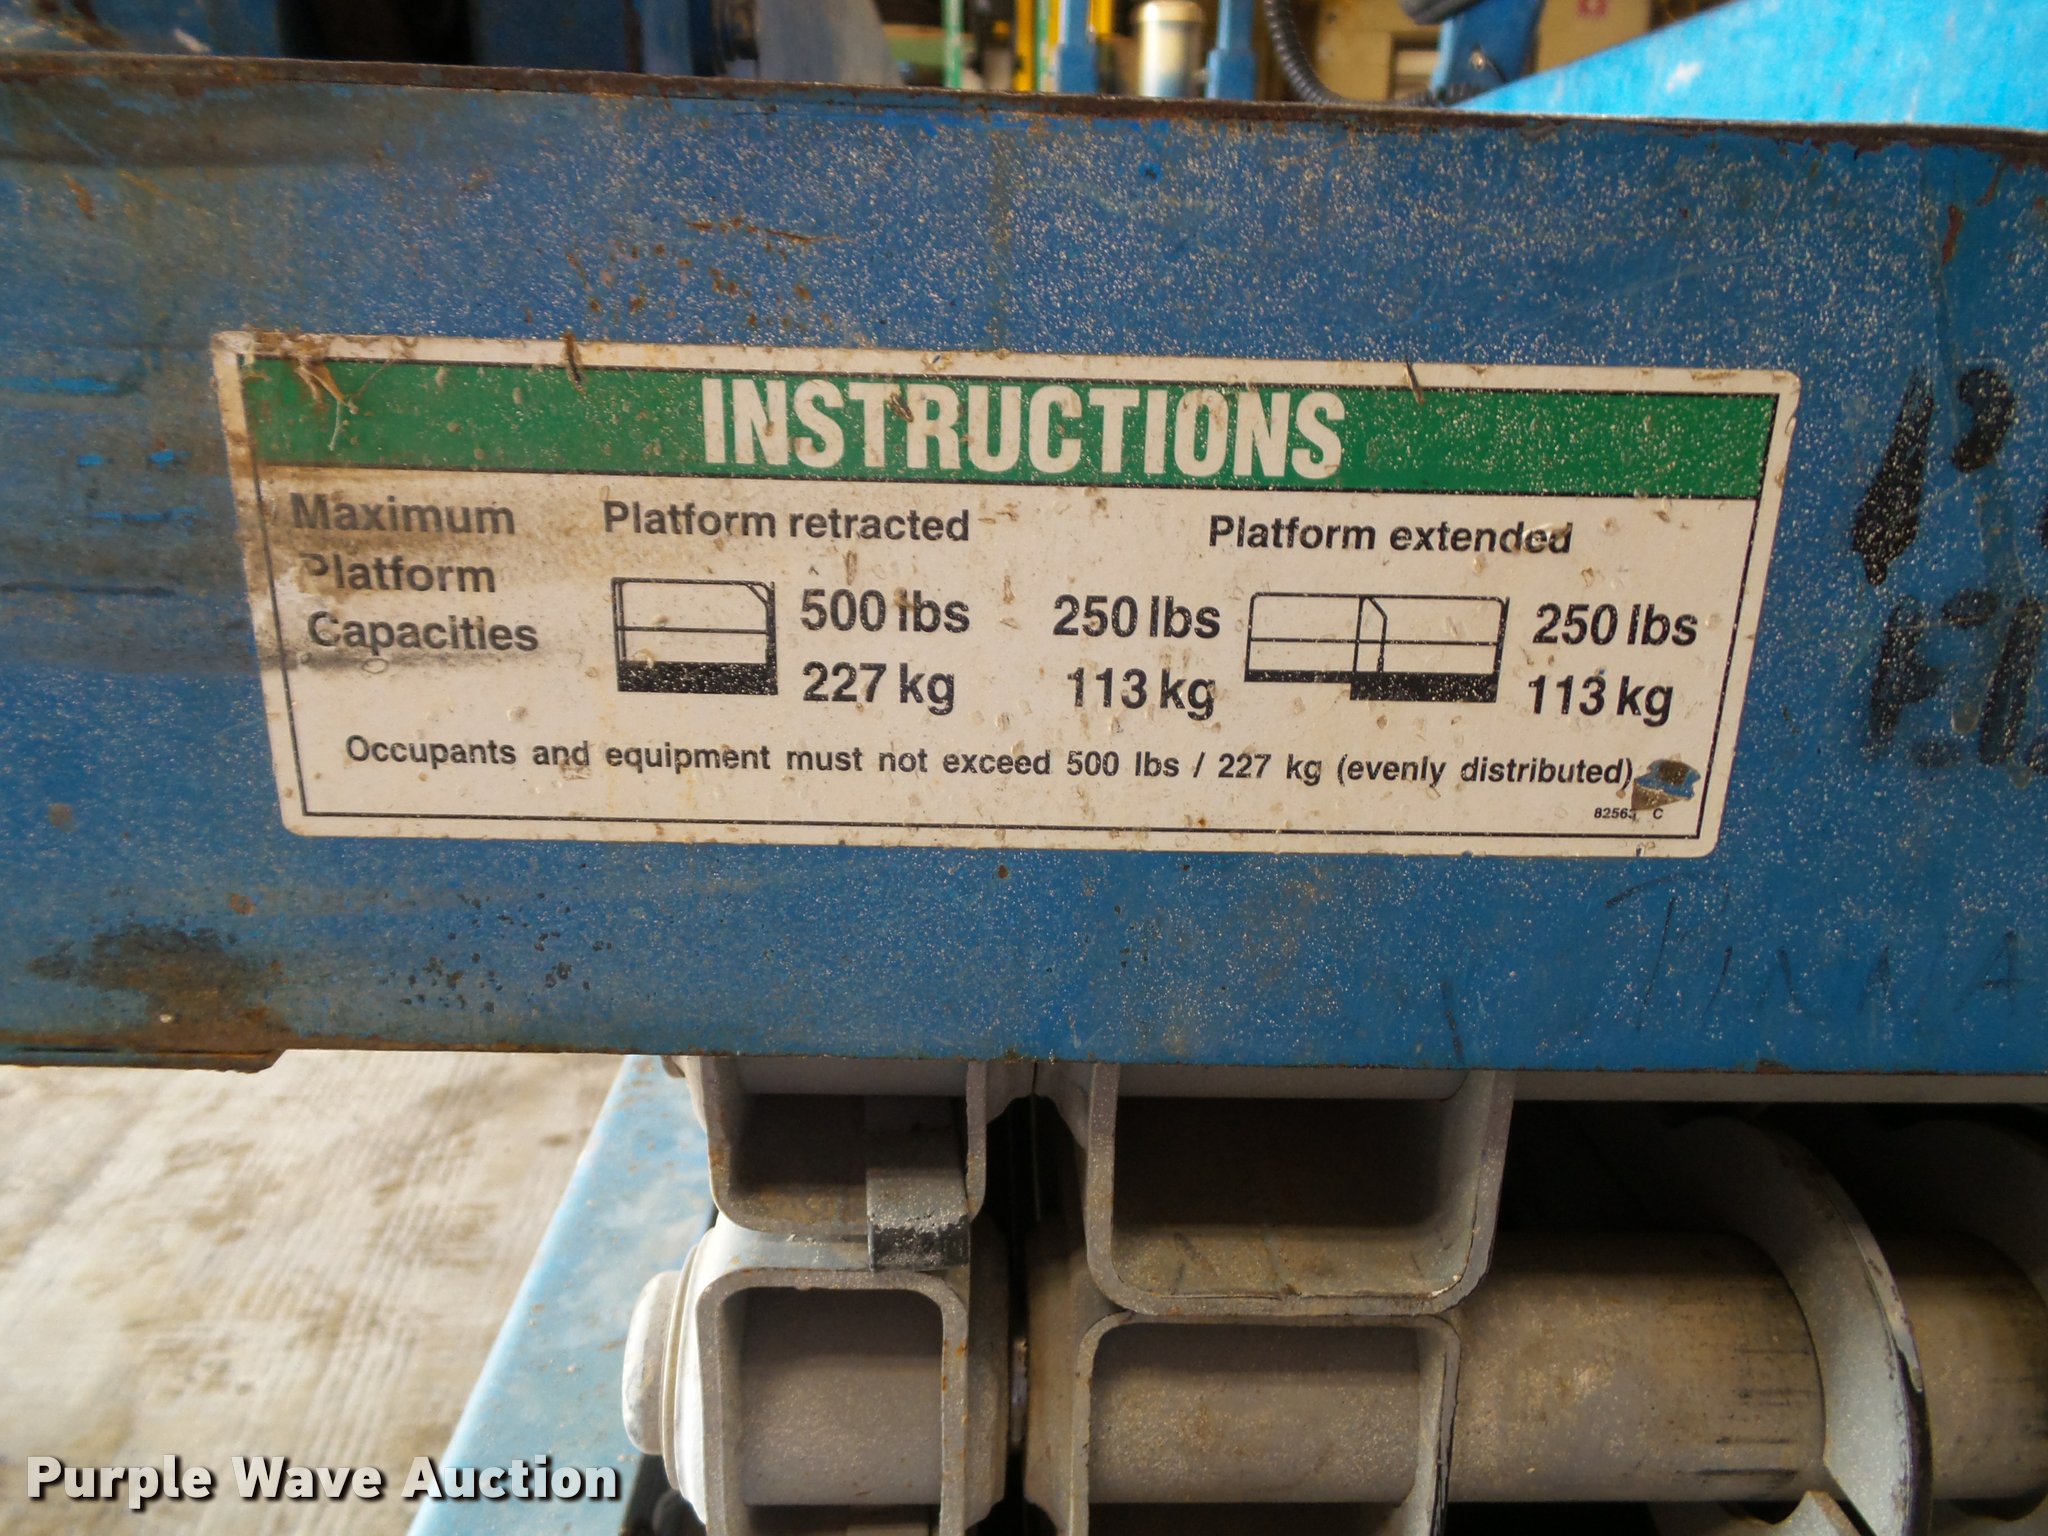 INSTRUCTIONS
Maximum
Platform
Capacities
Platform retracted
500 lbs
227 kg
Platform extended
250 lbs
113 kg
250 lbs
113 kg
Occupants and equipment must not exceed 500 lbs / 227 kg (evenly distributed)
C
Purple Wave Auction